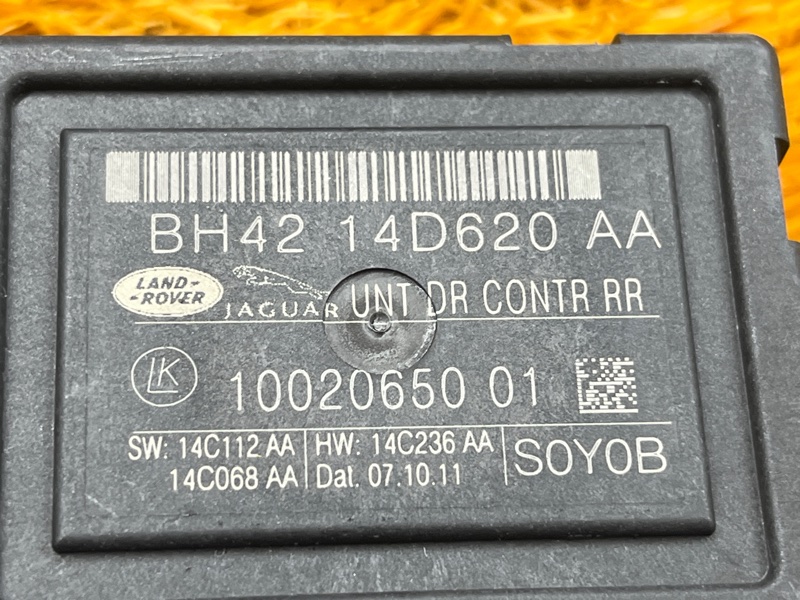 BH42 14D620 AA
LAND-
-ROVER
JAGUAR
UNT DR CONTR RR
LK
10020650 01
SW: 14C112 AA
14C068 AA
HW: 14C236 AA
Dat. 07.10.11
SOYOB